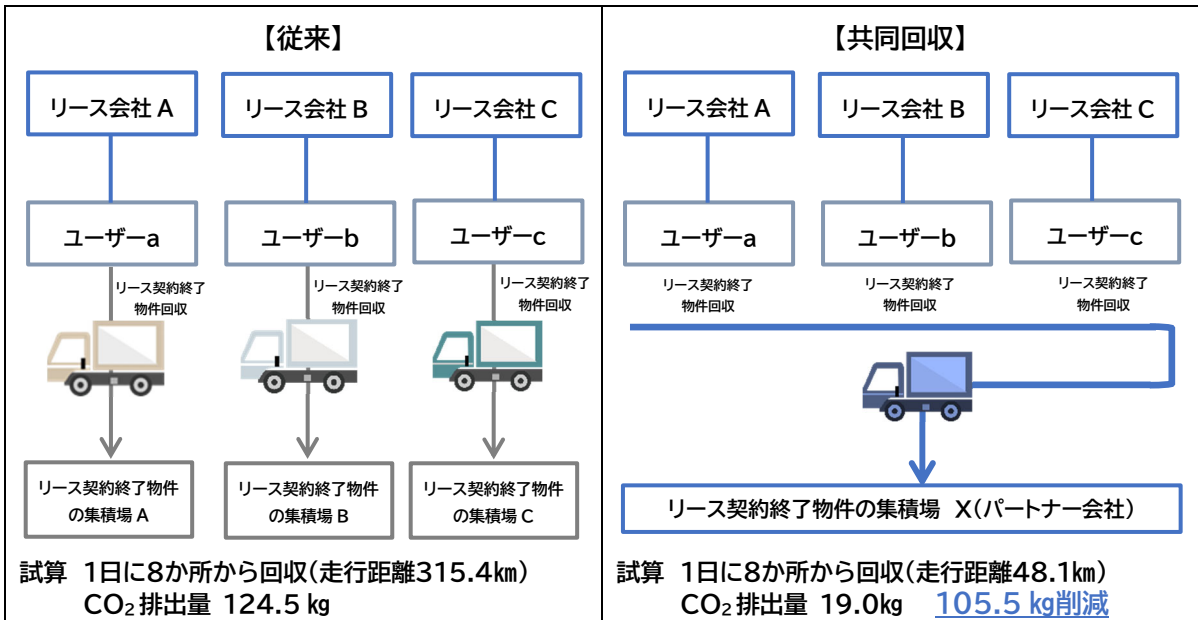 【従来】
リース会社 A
リース会社 B
リース会社 C
ユーザーa
ユーザーb
ユーザーc
リース契約終了
物件回収
リース契約終了
物件回収
リース契約終了
物件回収
リース契約終了物件
の集積場 A
リース契約終了物件
の集積場 B
リース契約終了物件
の集積場 C
試算 1日に8か所から回収(走行距離315.4㎞)
CO₂ 排出量 124.5 kg
【共同回収】
リース会社 A
リース会社 B
リース会社 C
ユーザーa
ユーザーb
ユーザーc
リース契約終了
物件回収
リース契約終了
物件回収
リース契約終了
物件回収
リース契約終了物件の集積場 X(パートナー会社)
試算 1日に8か所から回収(走行距離48.1㎞)
CO₂ 排出量 19.0kg 105.5 kg削減